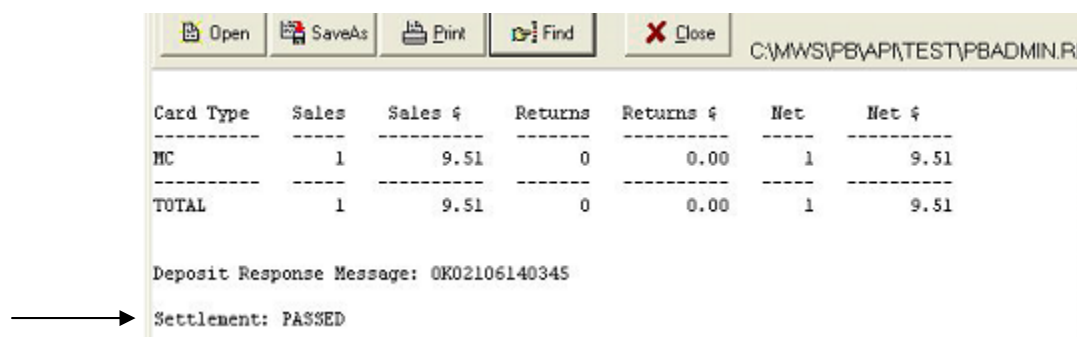 Open SaveAs Print Find Close C:\MWS\PB\API\TEST\PBADMIN.R
Card Type Sales Sales $ Returns Returns $ Net Net $
---------- ----- ---------- ------- ---------- ----- ----------
MC 1 9.51 0 0.00 1 9.51
---------- ----- ---------- ------- ---------- ----- ----------
TOTAL 1 9.51 0 0.00 1 9.51
Deposit Response Message: OK02106140345
Settlement: PASSED